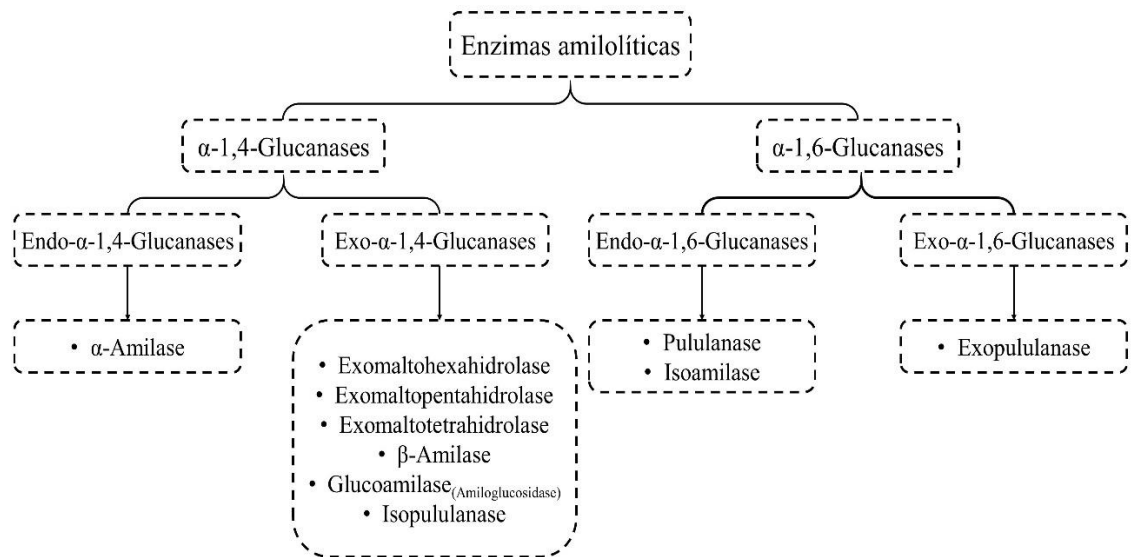 Enzimas amilolíticas
α-1,4-Glucanases
α-1,6-Glucanases
Endo-α-1,4-Glucanases
Exo-α-1,4-Glucanases
Endo-α-1,6-Glucanases
Exo-α-1,6-Glucanases
• α-Amilase
• Exomaltohexahidrolase
• Exomaltopentahidrolase
• Exomaltotetrahidrolase
• β-Amilase
• Glucoamilase(Amiloglucosidase)
• Isopululanase
• Pululanase
• Isoamilase
• Exopululanase